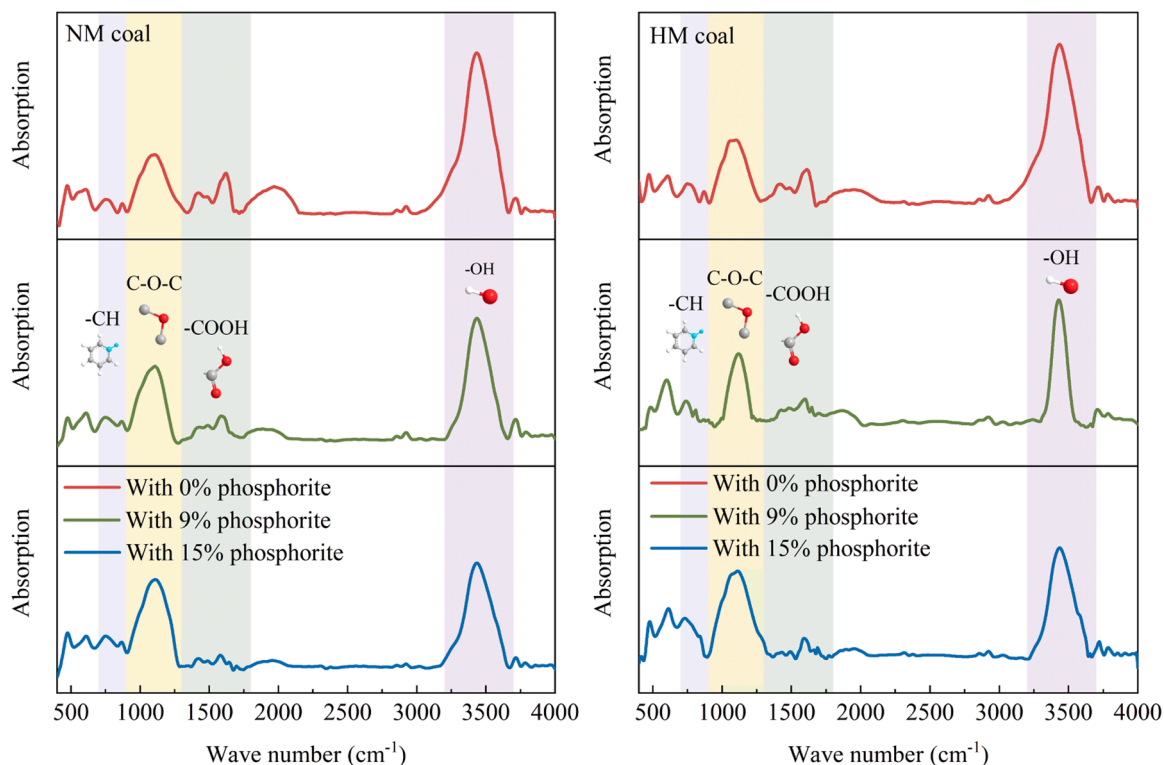 NM coal
Absorption
C-O-C
-OH
-CH
-COOH
Absorption
With 0% phosphorite
With 9% phosphorite
With 15% phosphorite
Absorption
500 1000 1500 2000 2500 3000 3500 4000
Wave number (cm⁻¹)
HM coal
Absorption
-OH
C-O-C
-COOH
-CH
Absorption
With 0% phosphorite
With 9% phosphorite
With 15% phosphorite
Absorption
500 1000 1500 2000 2500 3000 3500 4000
Wave number (cm⁻¹)